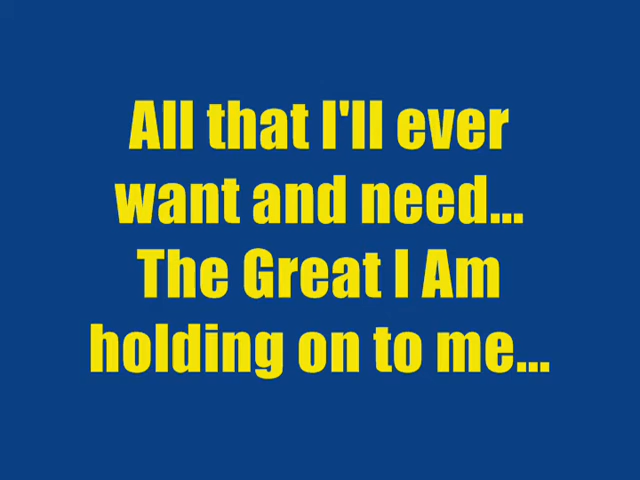 All that I'll ever
want and need...
The Great I Am
holding on to me...